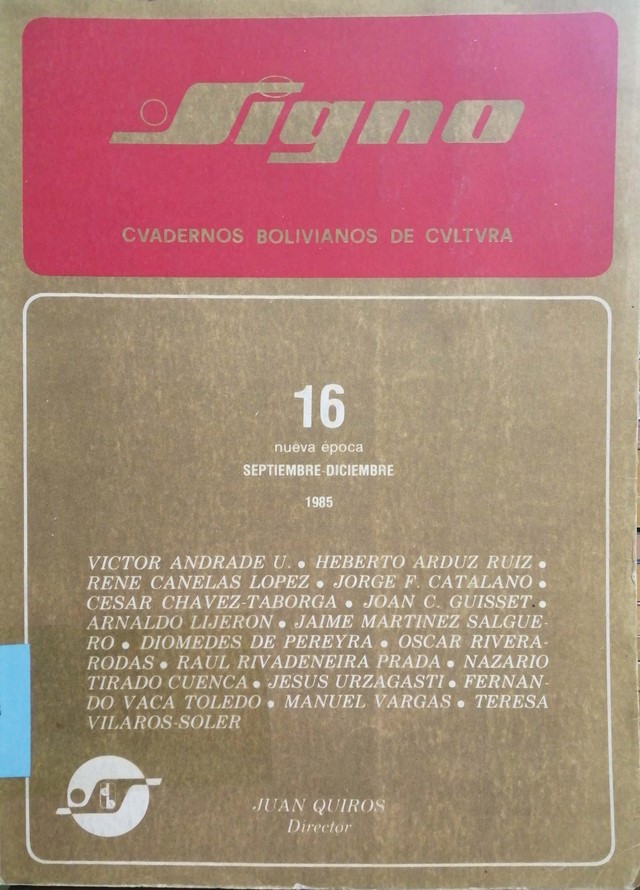 Signo
CVADERNOS BOLIVIANOS DE CVLTVRA
16
nueva época
SEPTIEMBRE-DICIEMBRE
1985
VICTOR ANDRADE U. • HEBERTO ARDUZ RUIZ •
RENE CANELAS LOPEZ • JORGE F. CATALANO •
CESAR CHAVEZ-TABORGA • JOAN C. GUISSET. •
ARNALDO LIJERON • JAIME MARTINEZ SALGUE-
RO • DIOMEDES DE PEREYRA • OSCAR RIVERA-
RODAS • RAUL RIVADENEIRA PRADA • NAZARIO
TIRADO CUENCA • JESUS URZAGASTI • FERNAN-
DO VACA TOLEDO • MANUEL VARGAS • TERESA
VILAROS-SOLER
JUAN QUIROS
Director